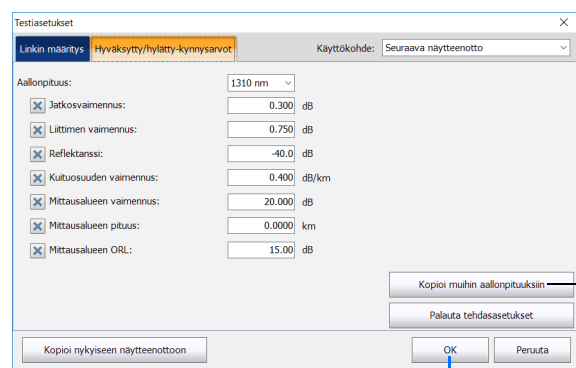 Testiasetukset
Linkin määritys Hyväksytty/hylätty-kynnysarvot Käyttökohde: Seuraava näytteenotto
Aallonpituus: 1310 nm
Jatkosvaimennus: 0.300 dB
Liittimen vaimennus: 0.750 dB
Reflektanssi: -40.0 dB
Kuituosuuden vaimennus: 0.400 dB/km
Mittausalueen vaimennus: 20.000 dB
Mittausalueen pituus: 0.0000 km
Mittausalueen ORL: 15.00 dB
Kopioi muihin aallonpituuksiin
Palauta tehdasasetukset
Kopioi nykyiseen näytteenottoon OK Peruuta